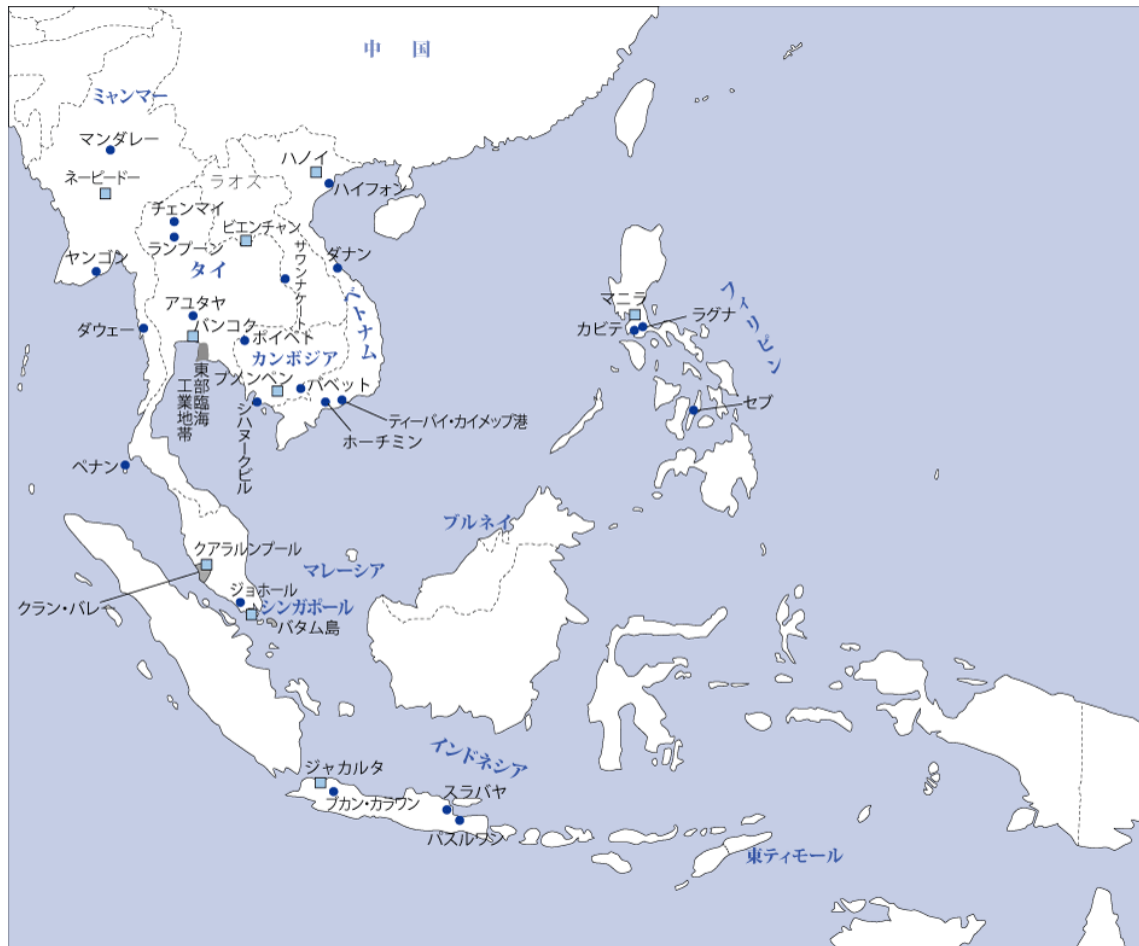 中　国
ミャンマー
マンダレー
ネーピードー
ハノイ
ラオス
ハイフォン
チェンマイ
ランプーン
ビエンチャン
サワンナケート
ダナン
ヤンゴン
タイ
ベトナム
アユタヤ
バンコク
ダウェー
ポイペト
カンボジア
プノンペン
バベット
東部臨海
工業地帯
シハヌークビル
ティーバイ・カイメップ港
ホーチミン
マニラ
カビテ
ラグナ
フィリピン
セブ
ペナン
ブルネイ
クアラルンプール
マレーシア
クラン・バレー
ジョホール
シンガポール
バタム島
インドネシア
ジャカルタ
ブカシ・カラワン
スラバヤ
パスルワン
東ティモール